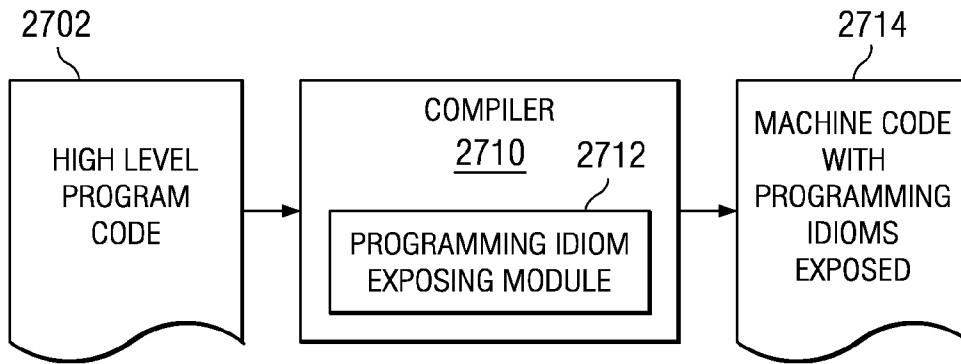 2702
HIGH LEVEL
PROGRAM
CODE
COMPILER
2710
2712
PROGRAMMING IDIOM
EXPOSING MODULE
2714
MACHINE CODE
WITH
PROGRAMMING
IDIOMS
EXPOSED